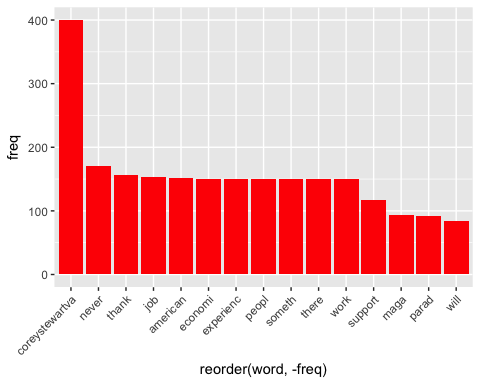 400
300
200
100
0
freq
coreystewartva
never
thank
job
american
economi
experienc
peopl
someth
there
work
support
maga
parad
will
reorder(word, -freq)